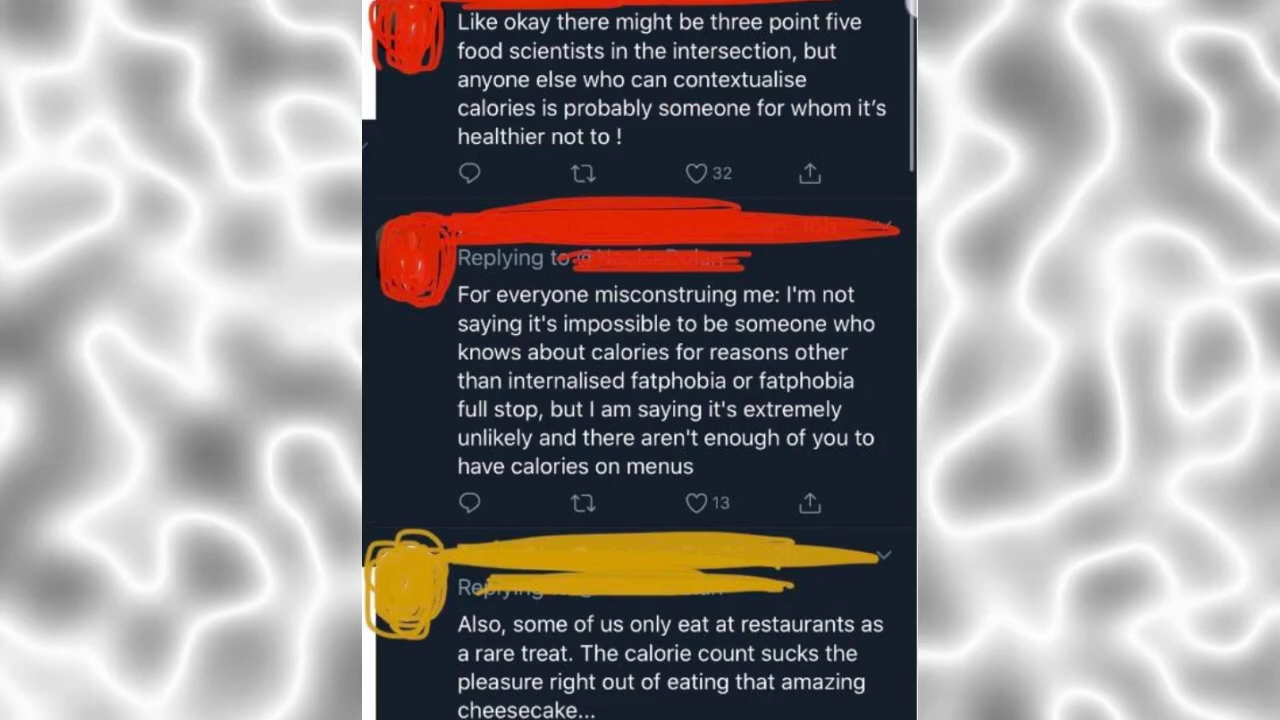 Like okay there might be three point five
food scientists in the intersection, but
anyone else who can contextualise
calories is probably someone for whom it's
healthier not to !
32
Replying to
For everyone misconstruing me: I'm not
saying it's impossible to be someone who
knows about calories for reasons other
than internalised fatphobia or fatphobia
full stop, but I am saying it's extremely
unlikely and there aren't enough of you to
have calories on menus
13
Replying
Also, some of us only eat at restaurants as
a rare treat. The calorie count sucks the
pleasure right out of eating that amazing
cheesecake...